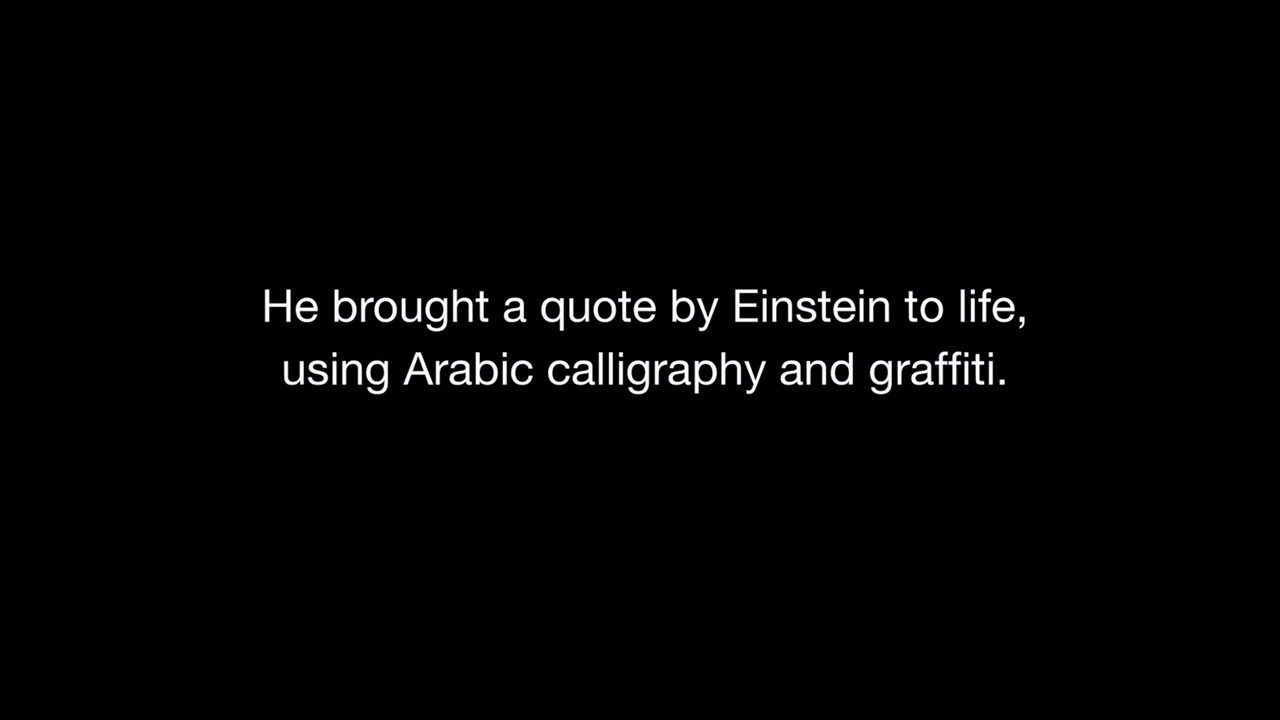 He brought a quote by Einstein to life,
using Arabic calligraphy and graffiti.